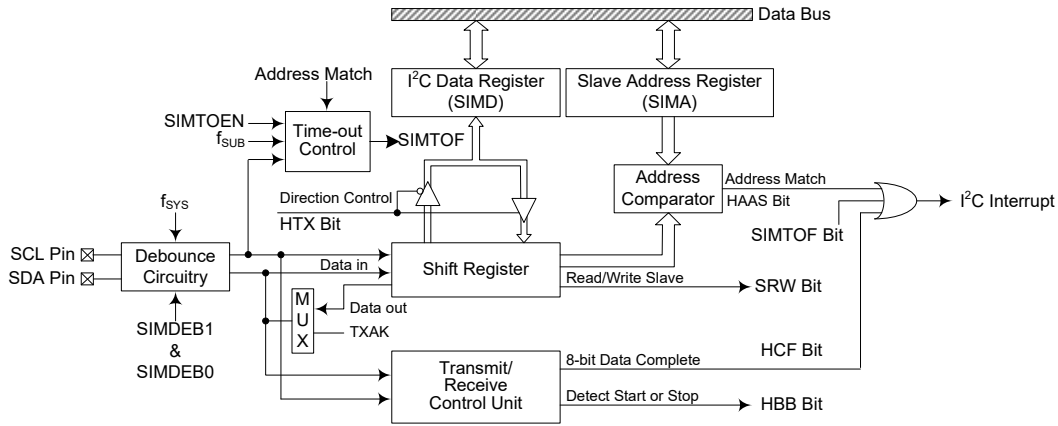 Data Bus
I²C Data Register
(SIMD)
Slave Address Register
(SIMA)
Address Match
SIMTOEN
fSUB
Time-out
Control
SIMTOF
Address
Comparator
Address Match
HAAS Bit
I²C Interrupt
SIMTOF Bit
Direction Control
HTX Bit
fSYS
SCL Pin
SDA Pin
Debounce
Circuitry
SIMDEB1
&
SIMDEB0
Data in
Shift Register
Read/Write Slave
SRW Bit
M
U
X
Data out
TXAK
Transmit/
Receive
Control Unit
8-bit Data Complete
HCF Bit
Detect Start or Stop
HBB Bit